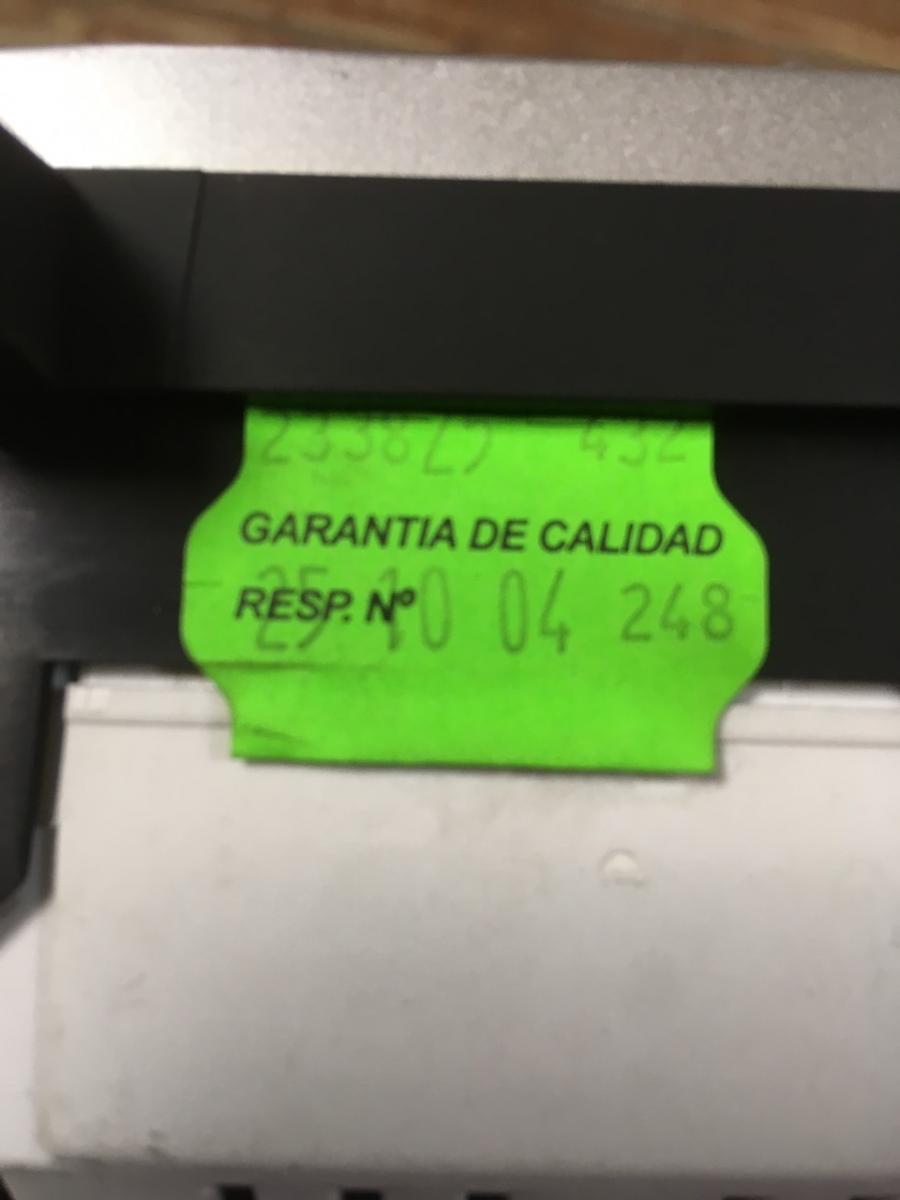 233825 432
GARANTIA DE CALIDAD
RESP. Nº
25 10 04 248